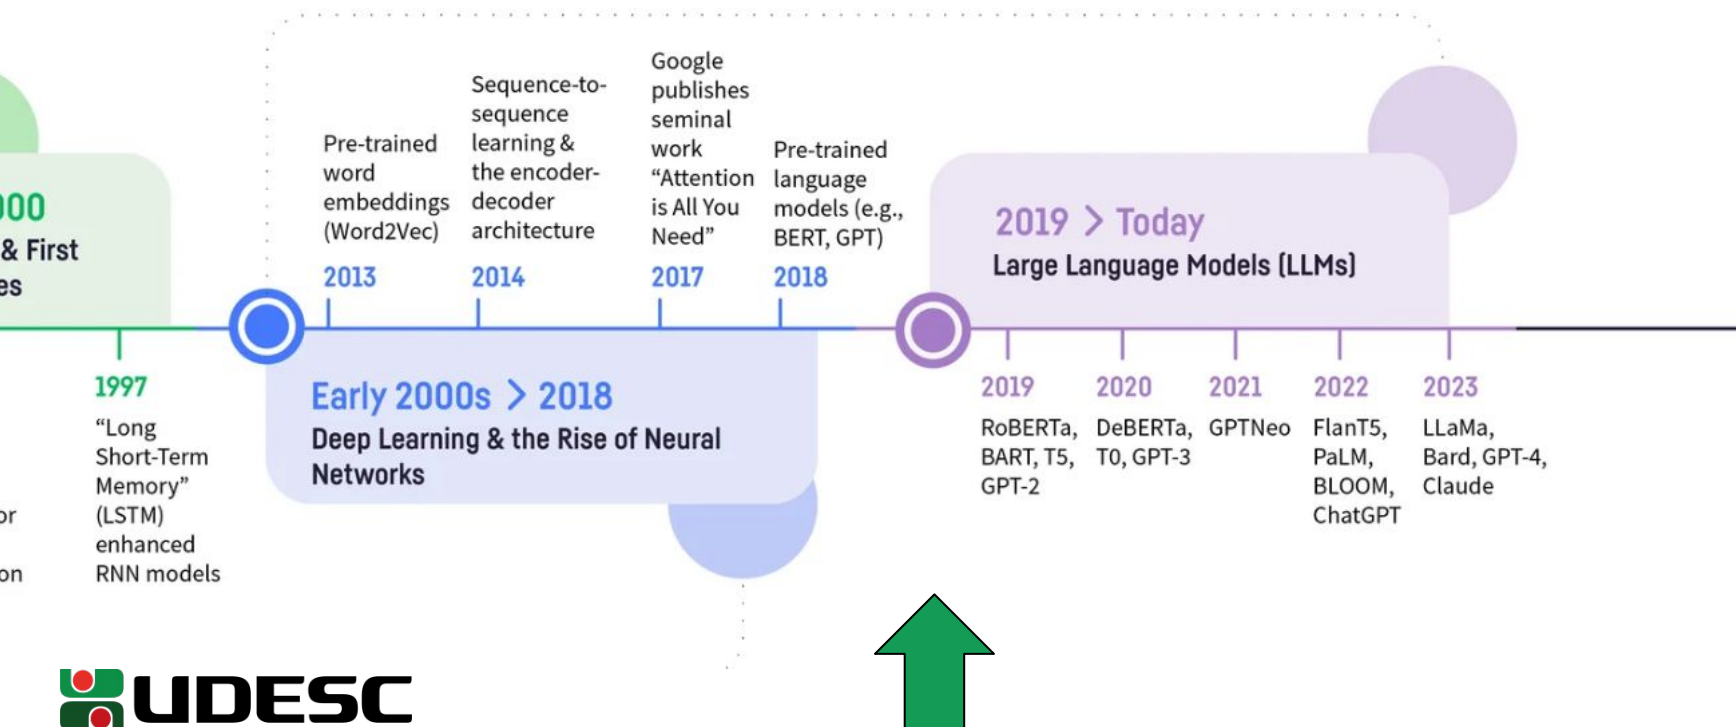 000
& First
es
1997
“Long
Short-Term
Memory”
(LSTM)
enhanced
RNN models
or
on
Pre-trained
word
embeddings
(Word2Vec)
2013
Sequence-to-
sequence
learning &
the encoder-
decoder
architecture
2014
Google
publishes
seminal
work
“Attention
is All You
Need”
2017
Pre-trained
language
models (e.g.,
BERT, GPT)
2018
Early 2000s > 2018
Deep Learning & the Rise of Neural
Networks
2019 > Today
Large Language Models (LLMs)
2019
RoBERTa,
BART, T5,
GPT-2
2020
DeBERTa,
T0, GPT-3
2021
GPTNeo
2022
FlanT5,
PaLM,
BLOOM,
ChatGPT
2023
LLaMa,
Bard, GPT-4,
Claude
UDESC